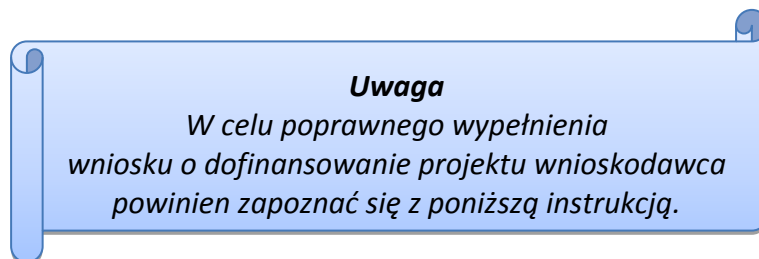 Uwaga
W celu poprawnego wypełnienia
wniosku o dofinansowanie projektu wnioskodawca
powinien zapoznać się z poniższą instrukcją.